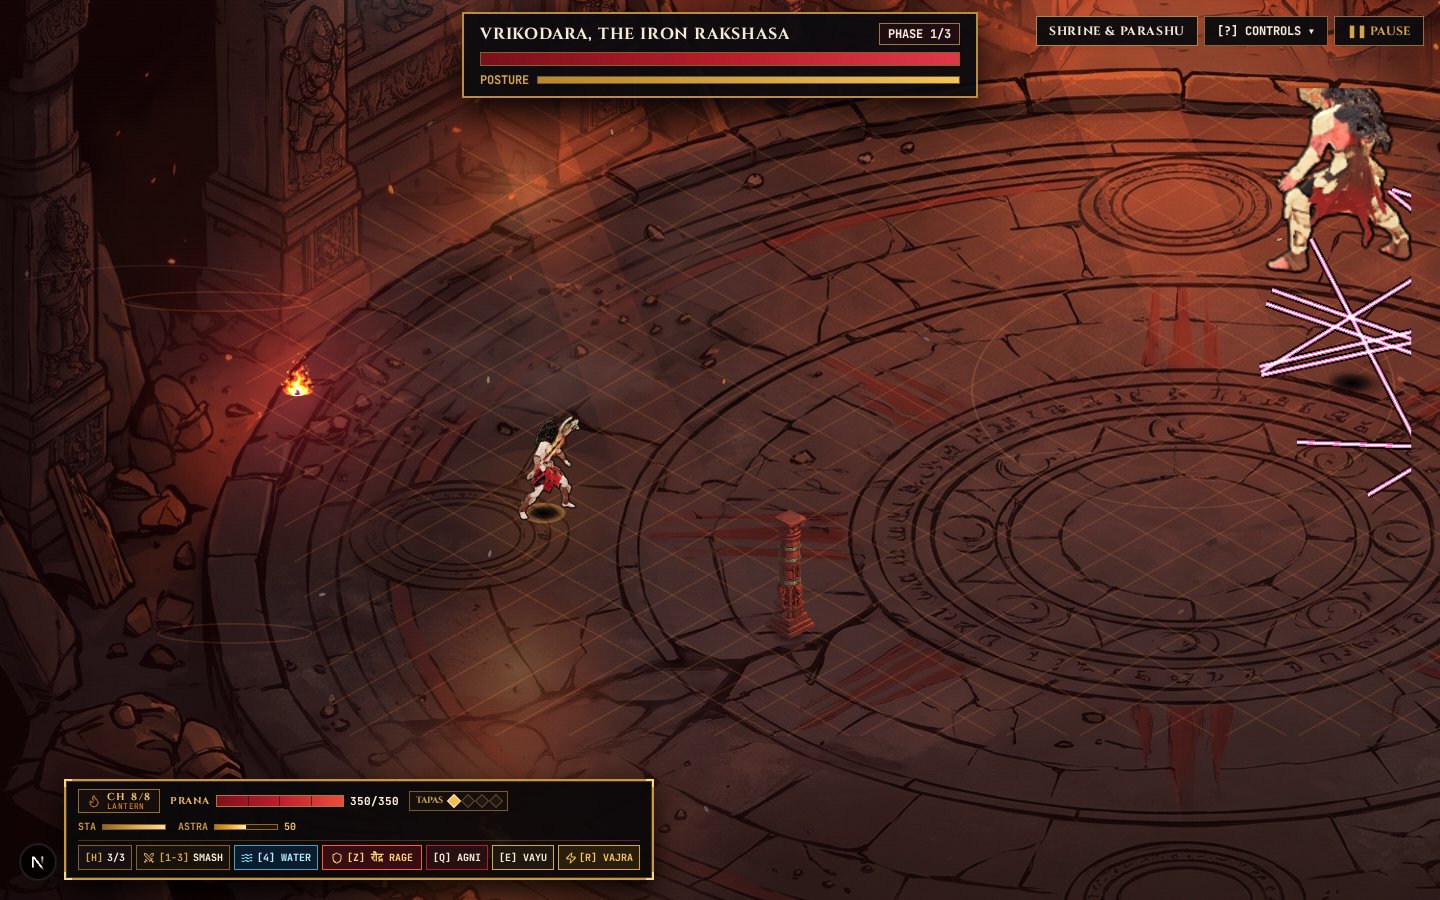 VRIKODARA, THE IRON RAKSHASA
PHASE 1/3
POSTURE
SHRINE & PARASHU
[?] CONTROLS ▾
PAUSE
CH 8/8
LANTERN
PRANA
350/350
TAPAS
STA
ASTRA
50
[H] 3/3
[1-3] SMASH
[4] WATER
[Z] रौद्र RAGE
[Q] AGNI
[E] VAYU
[R] VAJRA
N